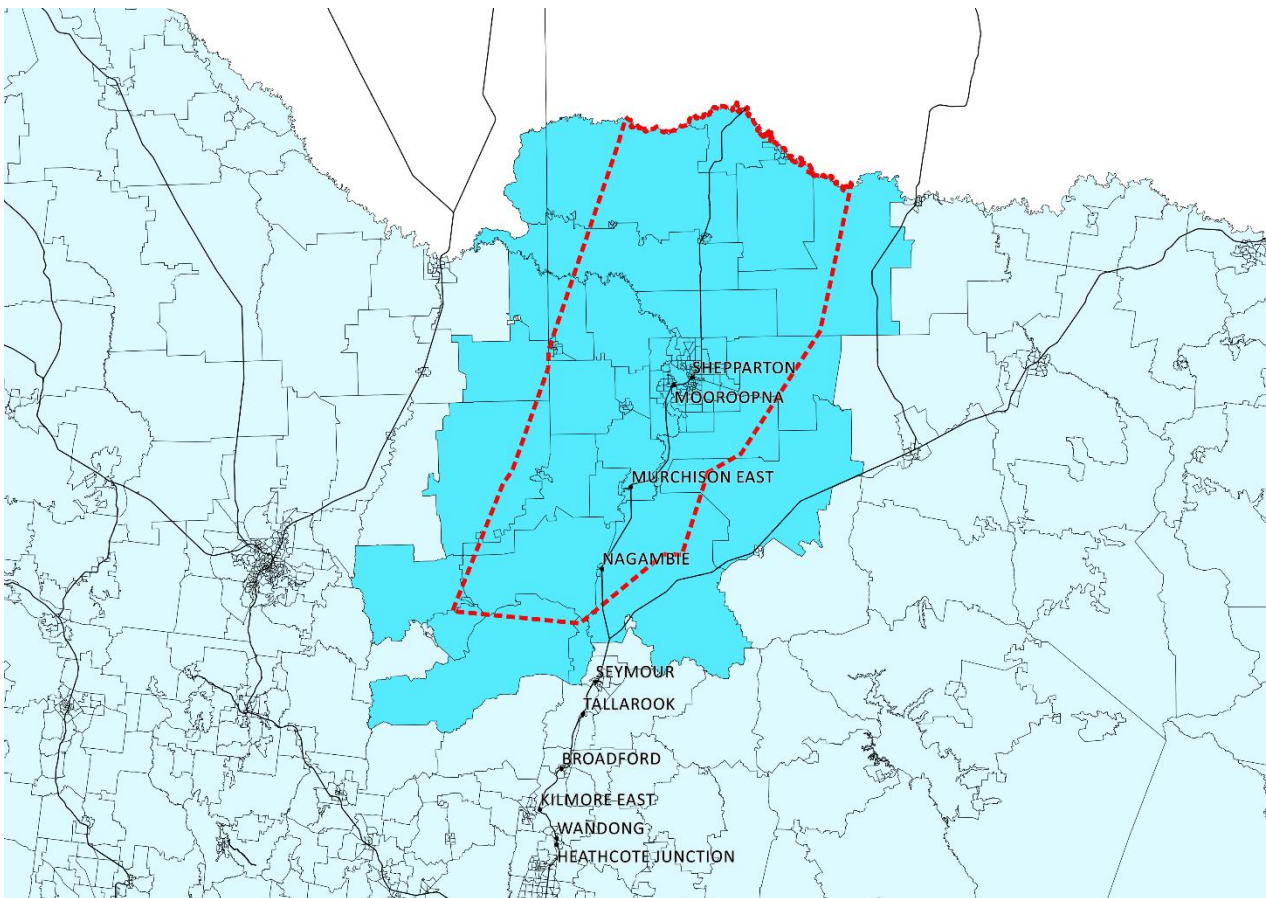 SHEPPARTON
MOOROOPNA
MURCHISON EAST
NAGAMBIE
SEYMOUR
TALLAROOK
BROADFORD
KILMORE EAST
WANDONG
HEATHCOTE JUNCTION